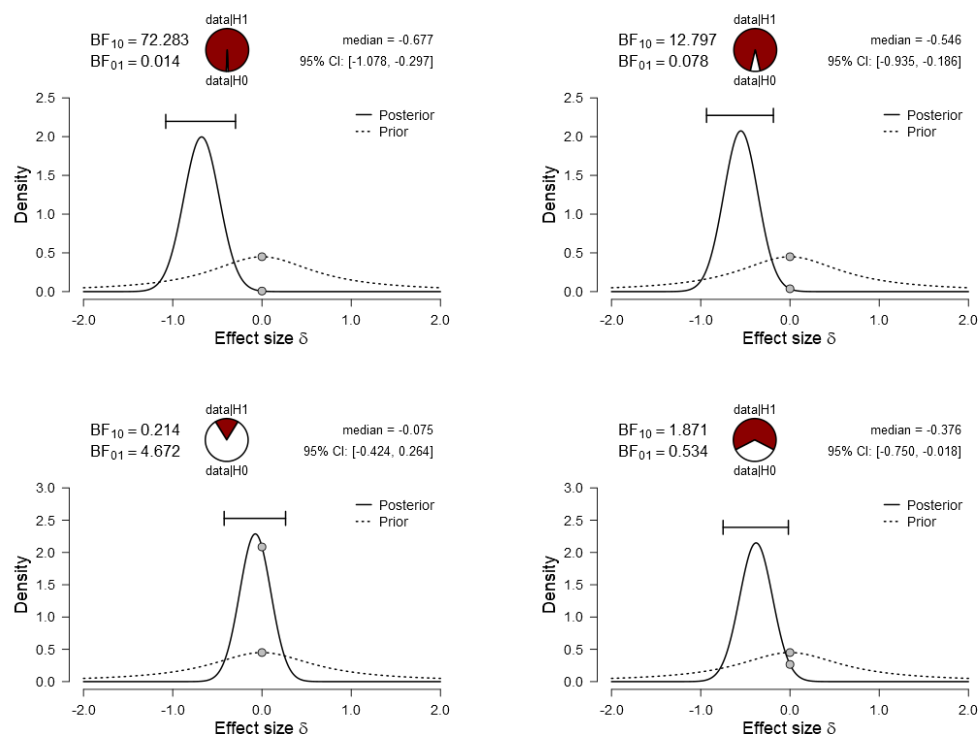 data|H1
BF10 = 72.283
BF01 = 0.014
median = -0.677
95% CI: [-1.078, -0.297]
data|H0
Posterior
Prior
2.5
2.0
1.5
1.0
0.5
0.0
Density
-2.0 -1.0 0.0 1.0 2.0
Effect size δ
data|H1
BF10 = 12.797
BF01 = 0.078
median = -0.546
95% CI: [-0.935, -0.186]
data|H0
Posterior
Prior
2.5
2.0
1.5
1.0
0.5
0.0
Density
-2.0 -1.0 0.0 1.0 2.0
Effect size δ
data|H1
BF10 = 0.214
BF01 = 4.672
median = -0.075
95% CI: [-0.424, 0.264]
data|H0
Posterior
Prior
3.0
2.5
2.0
1.5
1.0
0.5
0.0
Density
-2.0 -1.0 0.0 1.0 2.0
Effect size δ
data|H1
BF10 = 1.871
BF01 = 0.534
median = -0.376
95% CI: [-0.750, -0.018]
data|H0
Posterior
Prior
3.0
2.5
2.0
1.5
1.0
0.5
0.0
Density
-2.0 -1.0 0.0 1.0 2.0
Effect size δ